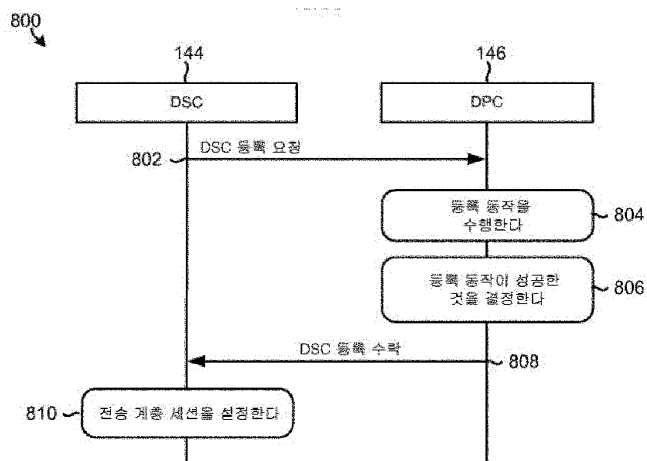 800
144
146
DSC
DPC
802
DSC 등록 요청
등록 동작을
수행한다
804
등록 동작이 성공한
것을 결정한다
806
DSC 등록 수락
808
810
전송 계층 세션을 설정한다